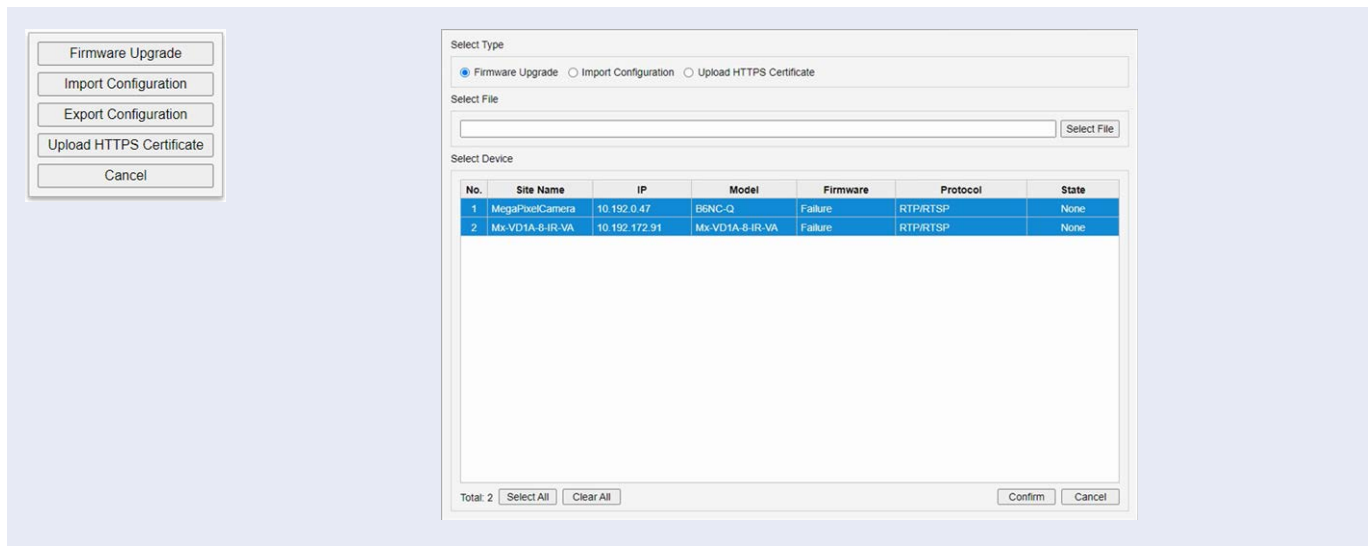 Firmware Upgrade
Import Configuration
Export Configuration
Upload HTTPS Certificate
Cancel
Select Type
Firmware Upgrade Import Configuration Upload HTTPS Certificate
Select File
Select File
Select Device
No. Site Name IP Model Firmware Protocol State
1 MegaPixelCamera 10.192.0.47 B6NC-Q Failure RTP/RTSP None
2 Mx-VD1A-8-IR-VA 10.192.172.91 Mx-VD1A-8-IR-VA Failure RTP/RTSP None
Total: 2 Select All Clear All Confirm Cancel